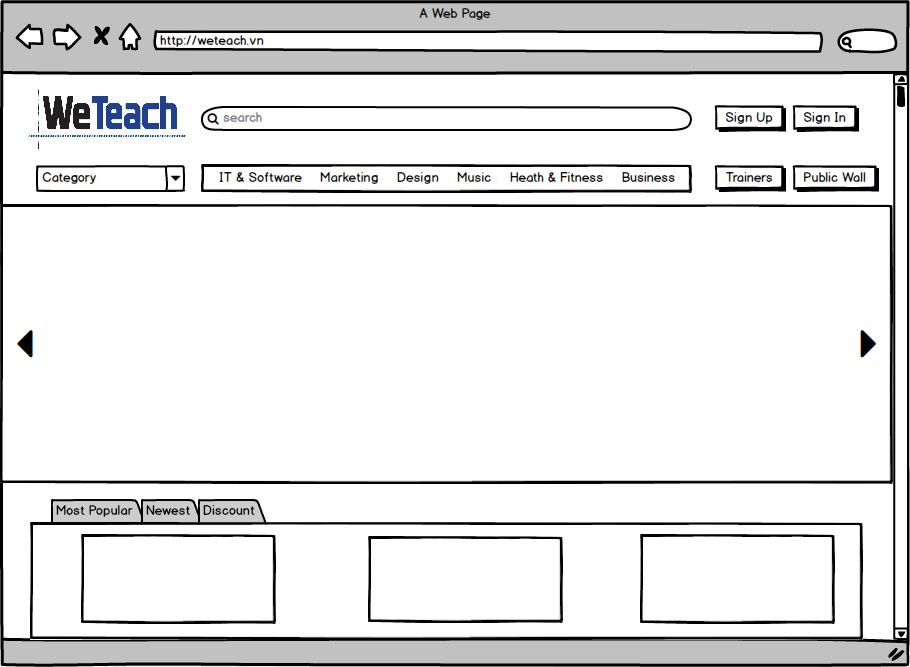 A Web Page
http://weteach.vn
WeTeach
search
Sign Up
Sign In
Category
IT & Software Marketing Design Music Heath & Fitness Business
Trainers
Public Wall
Most Popular Newest Discount